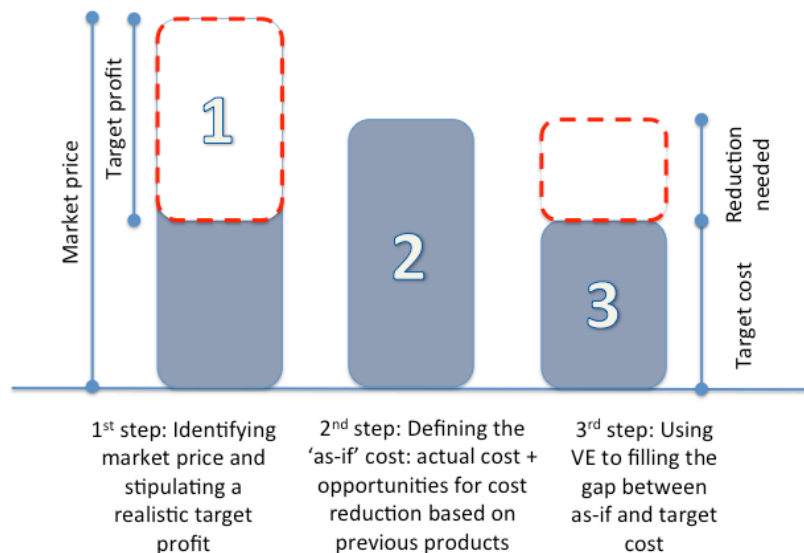 Market price
Target profit
1
2
3
Reduction
needed
Target cost
1st step: Identifying
market price and
stipulating a
realistic target
profit
2nd step: Defining the
‘as-if’ cost: actual cost +
opportunities for cost
reduction based on
previous products
3rd step: Using
VE to filling the
gap between
as-if and target
cost